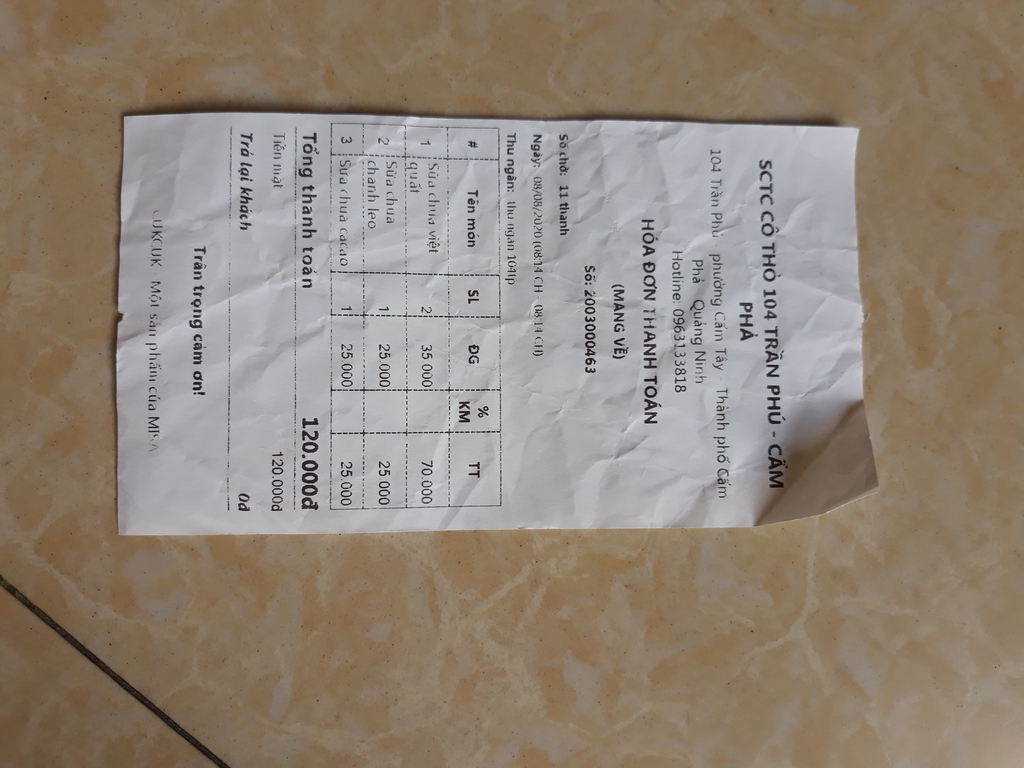 SCTC CÔ THỎ 104 TRẦN PHÚ - CẨM
PHẢ
104 Trần Phú phường Cẩm Tây - Thành phố Cẩm
Phả Quảng Ninh
Hotline: 0963133818
HÓA ĐƠN THANH TOÁN
(MANG VỀ)
Số: 2003000463
Số chờ: 11 thanh
Ngày: 08/08/2020 (08:14 CH - 08:14 CH)
Thu ngân: thu ngân 104tp
# Tên món SL ĐG % KM TT
1 Sữa chua việt 2 35.000 70.000
quất
2 Sữa chua 1 25.000 25.000
chanh leo
3 Sữa chua cacao 1 25.000 25.000
Tổng thanh toán 120.000đ
Tiền mặt 120.000đ
Trả lại khách 0đ
Trân trọng cảm ơn!
CUKCUK Một sản phẩm của MISA